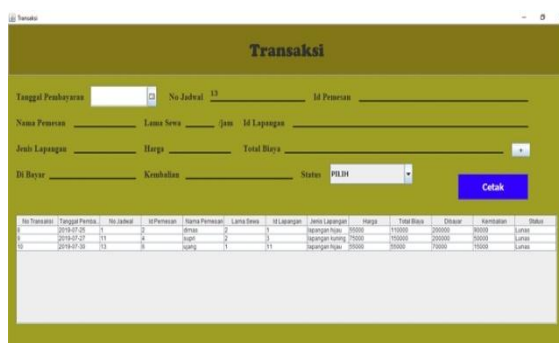 Transaksi
Transaksi
Tanggal Pembayaran No Jadwal 13 Id Pemesan
Nama Pemesan Lama Sewa /jam Id Lapangan
Jenis Lapangan Harga Total Biaya +
Di Bayar Kembalian Status PILIH
Cetak
No Transaksi Tanggal Pemba... No Jadwal Id Pemesan Nama Pemesan Lama Sewa Id Lapangan Jenis Lapangan Harga Total Biaya Dibayar Kembalian Status
8 2019-07-25 1 2 dimas 2 1 lapangan hijau 55000 110000 200000 90000 Lunas
9 2019-07-27 11 4 supri 2 3 lapangan kuning 75000 150000 200000 50000 Lunas
10 2019-07-30 13 6 ujang 1 11 lapangan hijau 55000 55000 70000 15000 Lunas